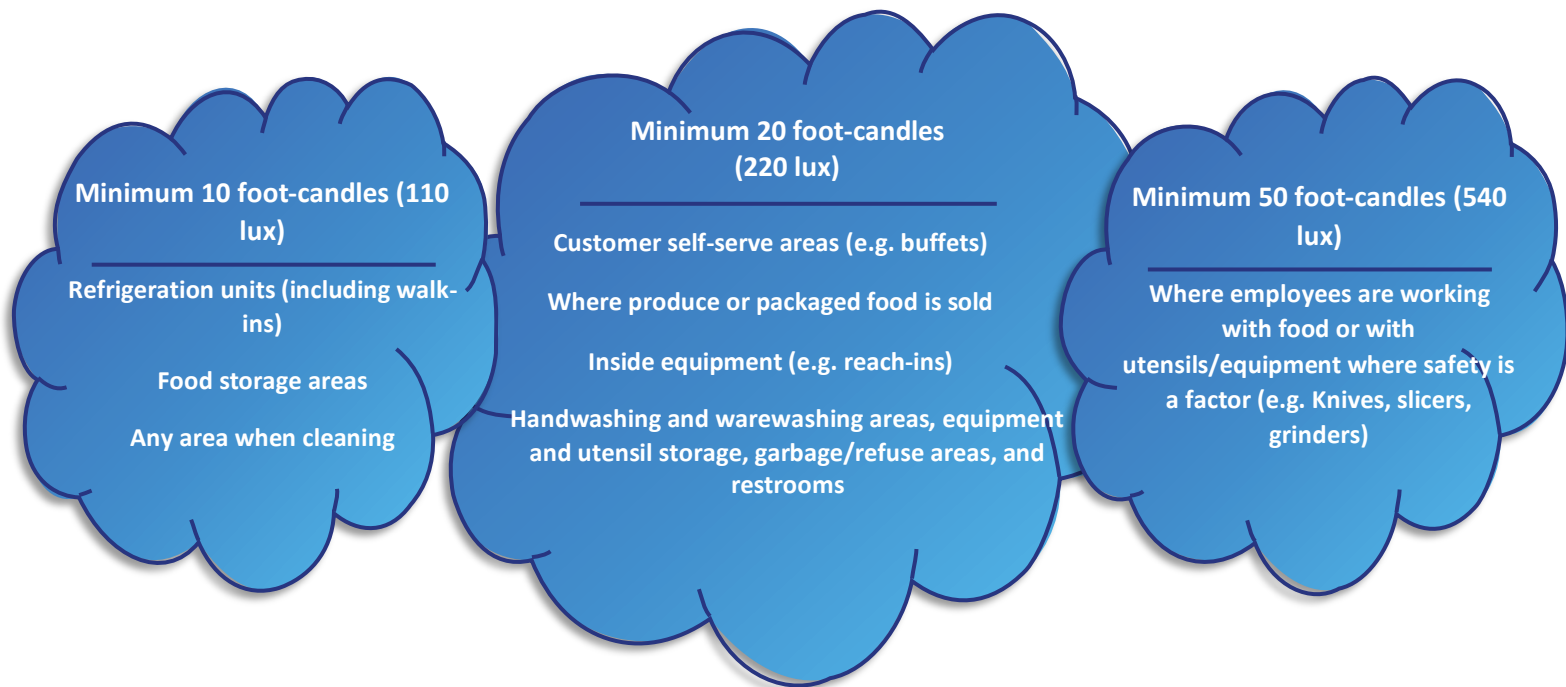 Minimum 10 foot-candles (110
lux)
Refrigeration units (including walk-
ins)
Food storage areas
Any area when cleaning
Minimum 20 foot-candles
(220 lux)
Customer self-serve areas (e.g. buffets)
Where produce or packaged food is sold
Inside equipment (e.g. reach-ins)
Handwashing and warewashing areas, equipment
and utensil storage, garbage/refuse areas, and
restrooms
Minimum 50 foot-candles (540
lux)
Where employees are working
with food or with
utensils/equipment where safety is
a factor (e.g. Knives, slicers,
grinders)